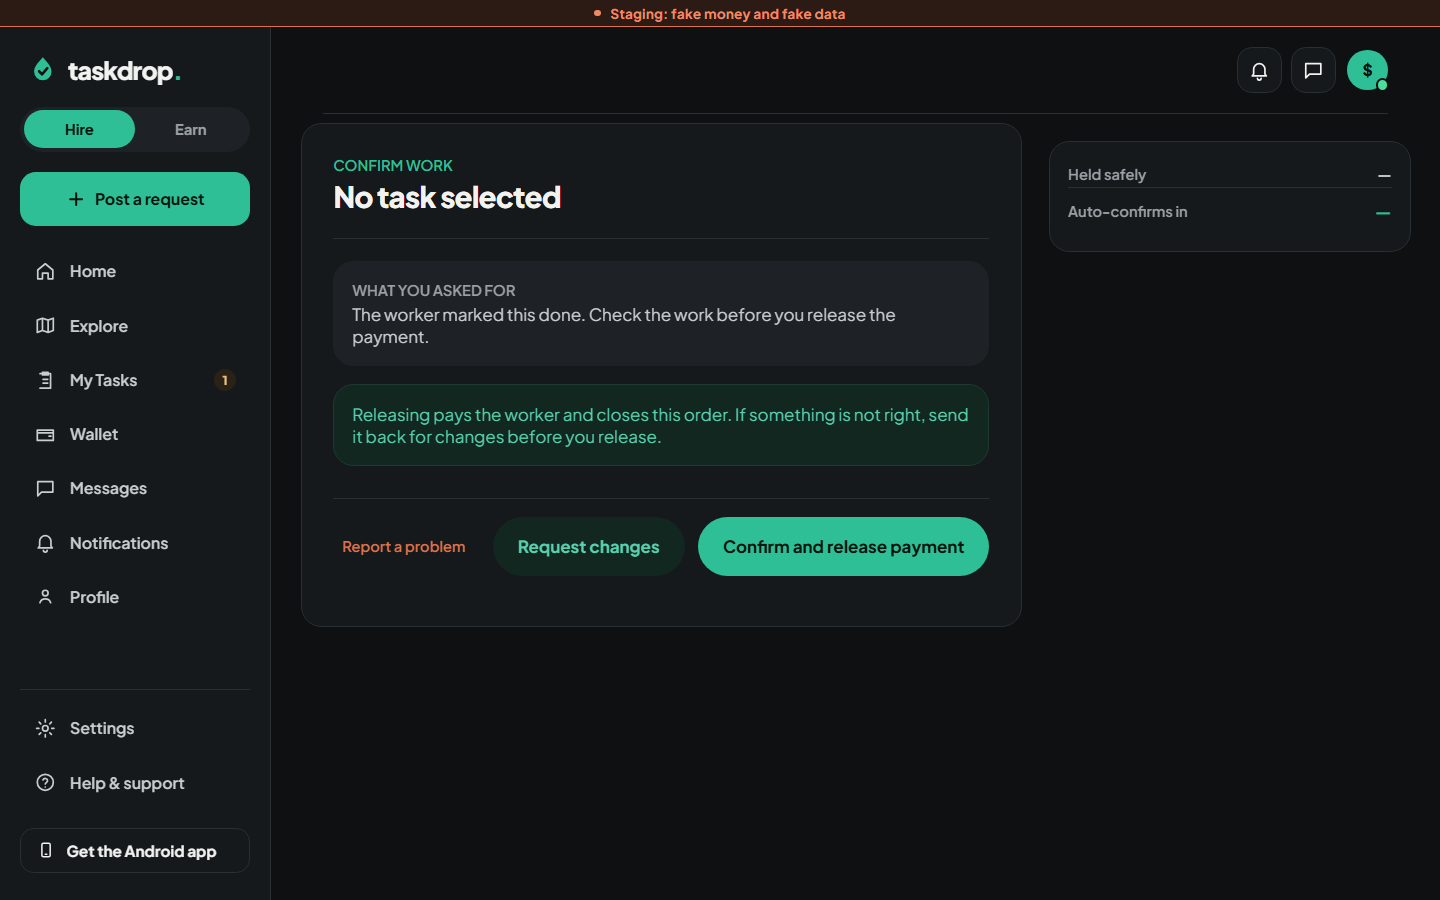 Staging: fake money and fake data
taskdrop.
Hire
Earn
Post a request
Home
Explore
My Tasks
1
Wallet
Messages
Notifications
Profile
Settings
Help & support
Get the Android app
$
CONFIRM WORK
No task selected
WHAT YOU ASKED FOR
The worker marked this done. Check the work before you release the
payment.
Releasing pays the worker and closes this order. If something is not right, send
it back for changes before you release.
Report a problem
Request changes
Confirm and release payment
Held safely
—
Auto-confirms in
—